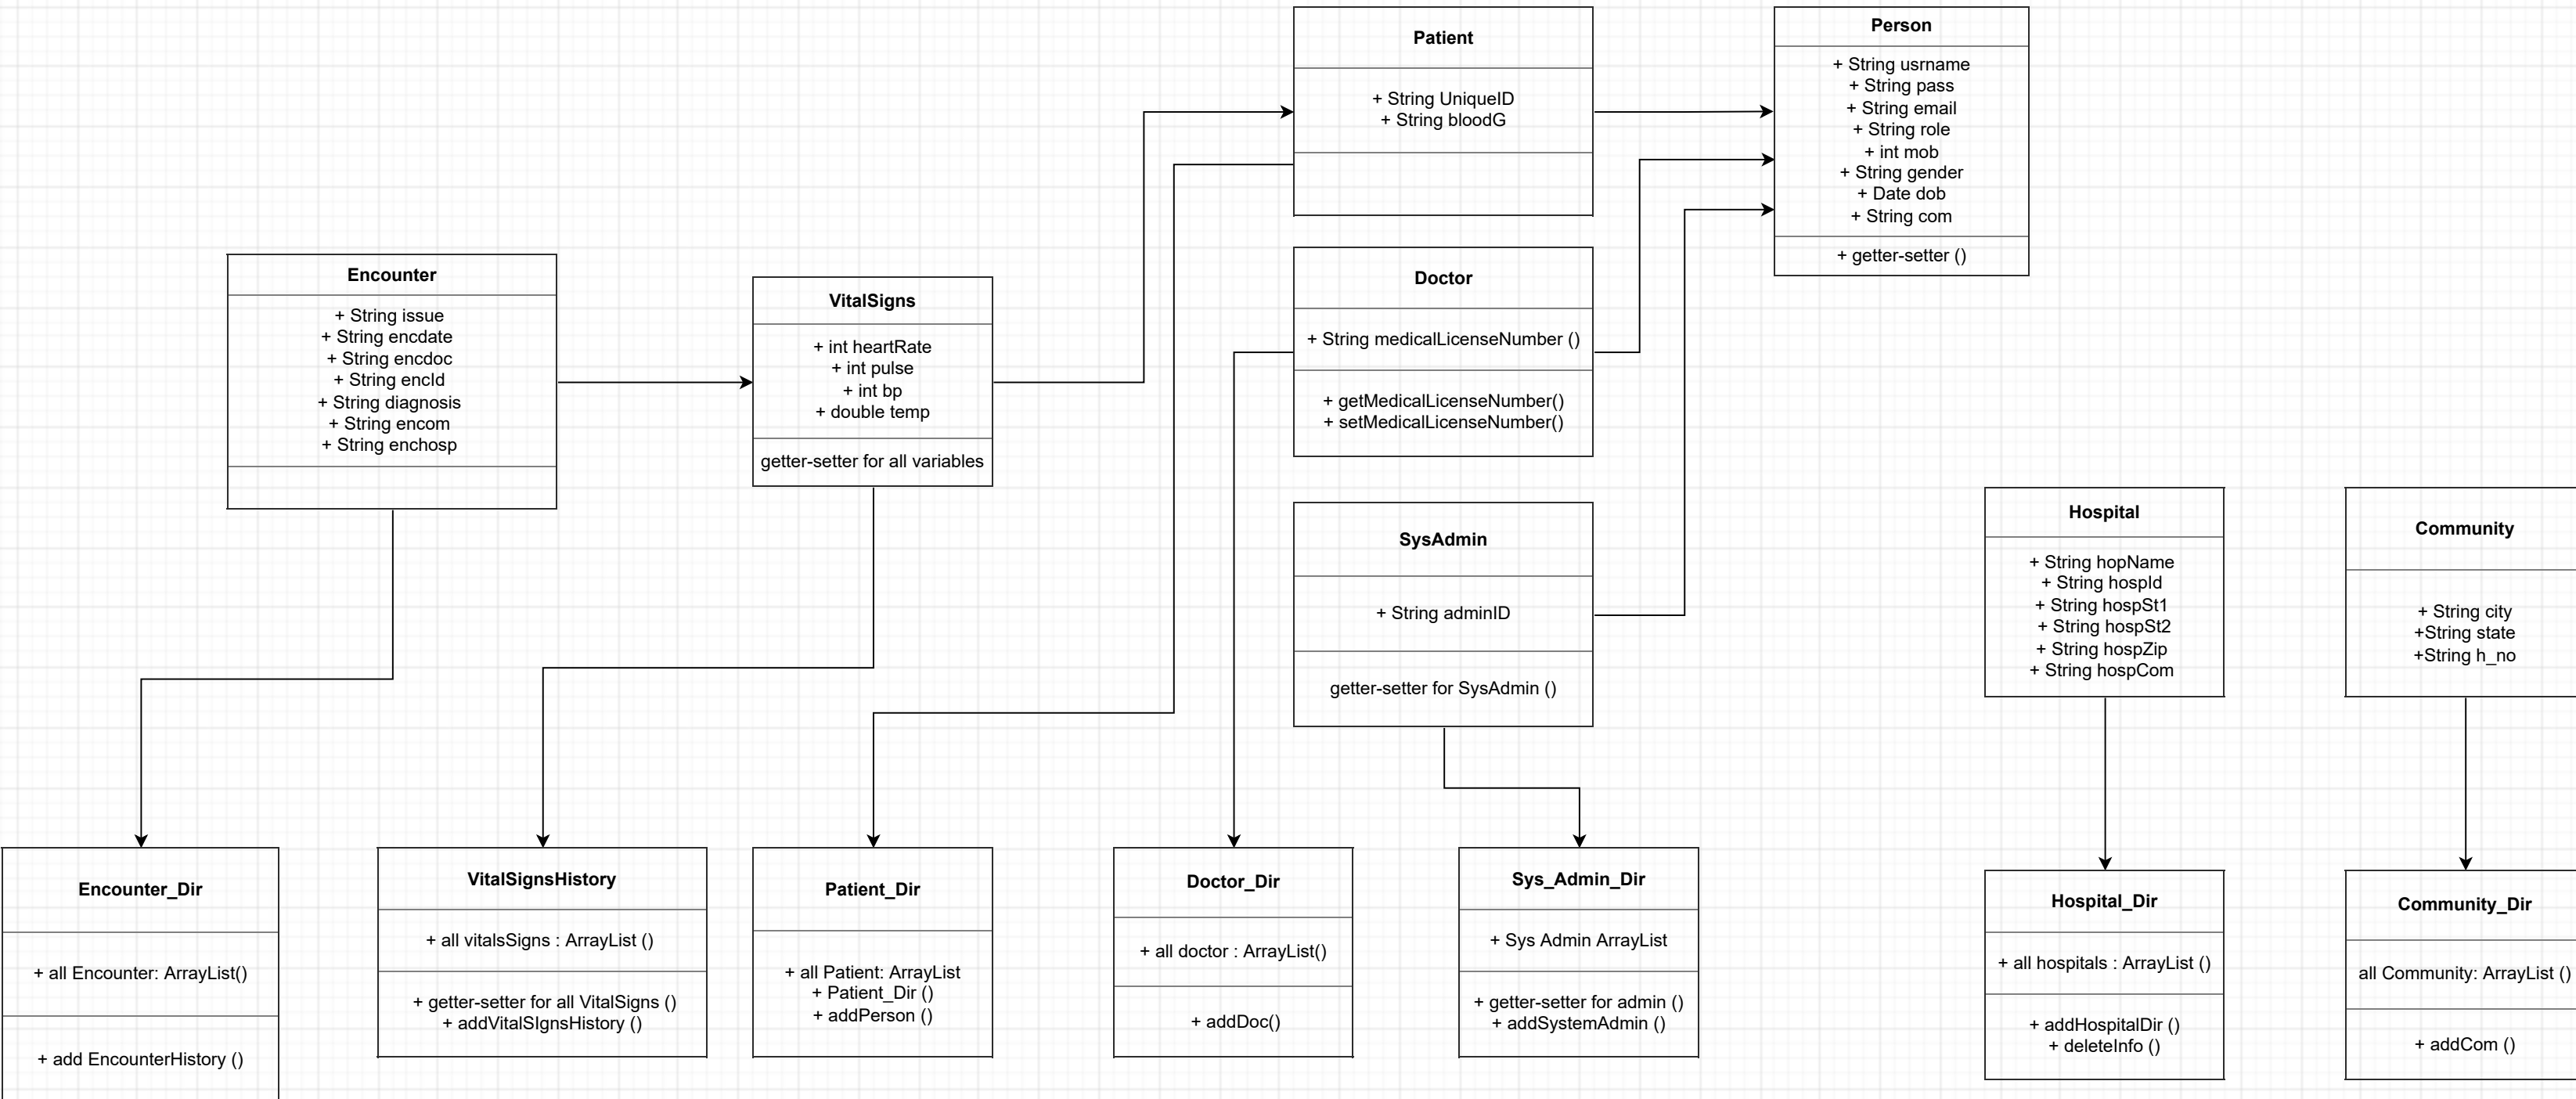 Patient
+ String UniqueID
+ String bloodG
Person
+ String usrname
+ String pass
+ String email
+ String role
+ int mob
+ String gender
+ Date dob
+ String com
+ getter-setter ()
Encounter
+ String issue
+ String encdate
+ String encdoc
+ String encId
+ String diagnosis
+ String encom
+ String enchosp
VitalSigns
+ int heartRate
+ int pulse
+ int bp
+ double temp
getter-setter for all variables
Doctor
+ String medicalLicenseNumber ()
+ getMedicalLicenseNumber()
+ setMedicalLicenseNumber()
SysAdmin
+ String adminID
getter-setter for SysAdmin ()
Hospital
+ String hopName
+ String hospId
+ String hospSt1
+ String hospSt2
+ String hospZip
+ String hospCom
Community
+ String city
+String state
+String h_no
Encounter_Dir
+ all Encounter: ArrayList()
+ add EncounterHistory ()
VitalSignsHistory
+ all vitalsSigns : ArrayList ()
+ getter-setter for all VitalSigns ()
+ addVitalSIgnsHistory ()
Patient_Dir
+ all Patient: ArrayList
+ Patient_Dir ()
+ addPerson ()
Doctor_Dir
+ all doctor : ArrayList()
+ addDoc()
Sys_Admin_Dir
+ Sys Admin ArrayList
+ getter-setter for admin ()
+ addSystemAdmin ()
Hospital_Dir
+ all hospitals : ArrayList ()
+ addHospitalDir ()
+ deleteInfo ()
Community_Dir
all Community: ArrayList ()
+ addCom ()